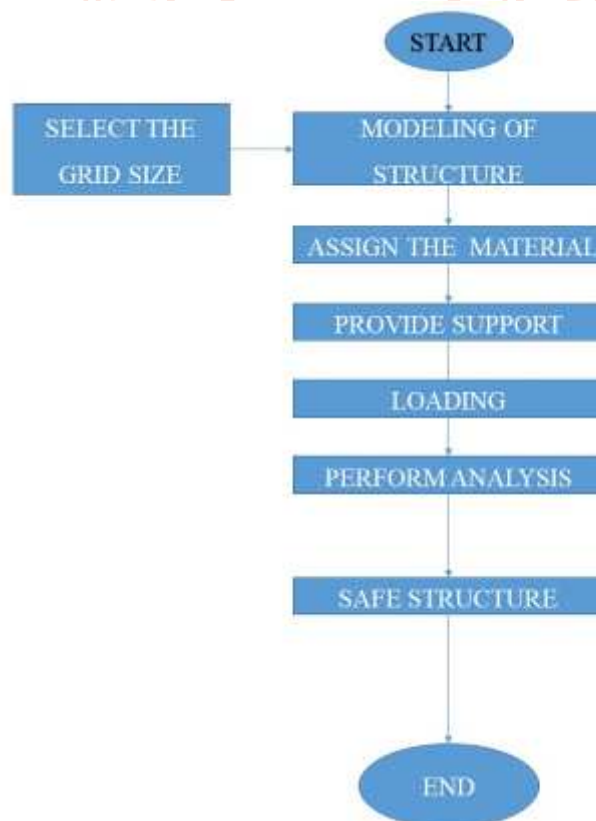 START
SELECT THE
GRID SIZE
MODELING OF
STRUCTURE
ASSIGN THE MATERIAL
PROVIDE SUPPORT
LOADING
PERFORM ANALYSIS
SAFE STRUCTURE
END